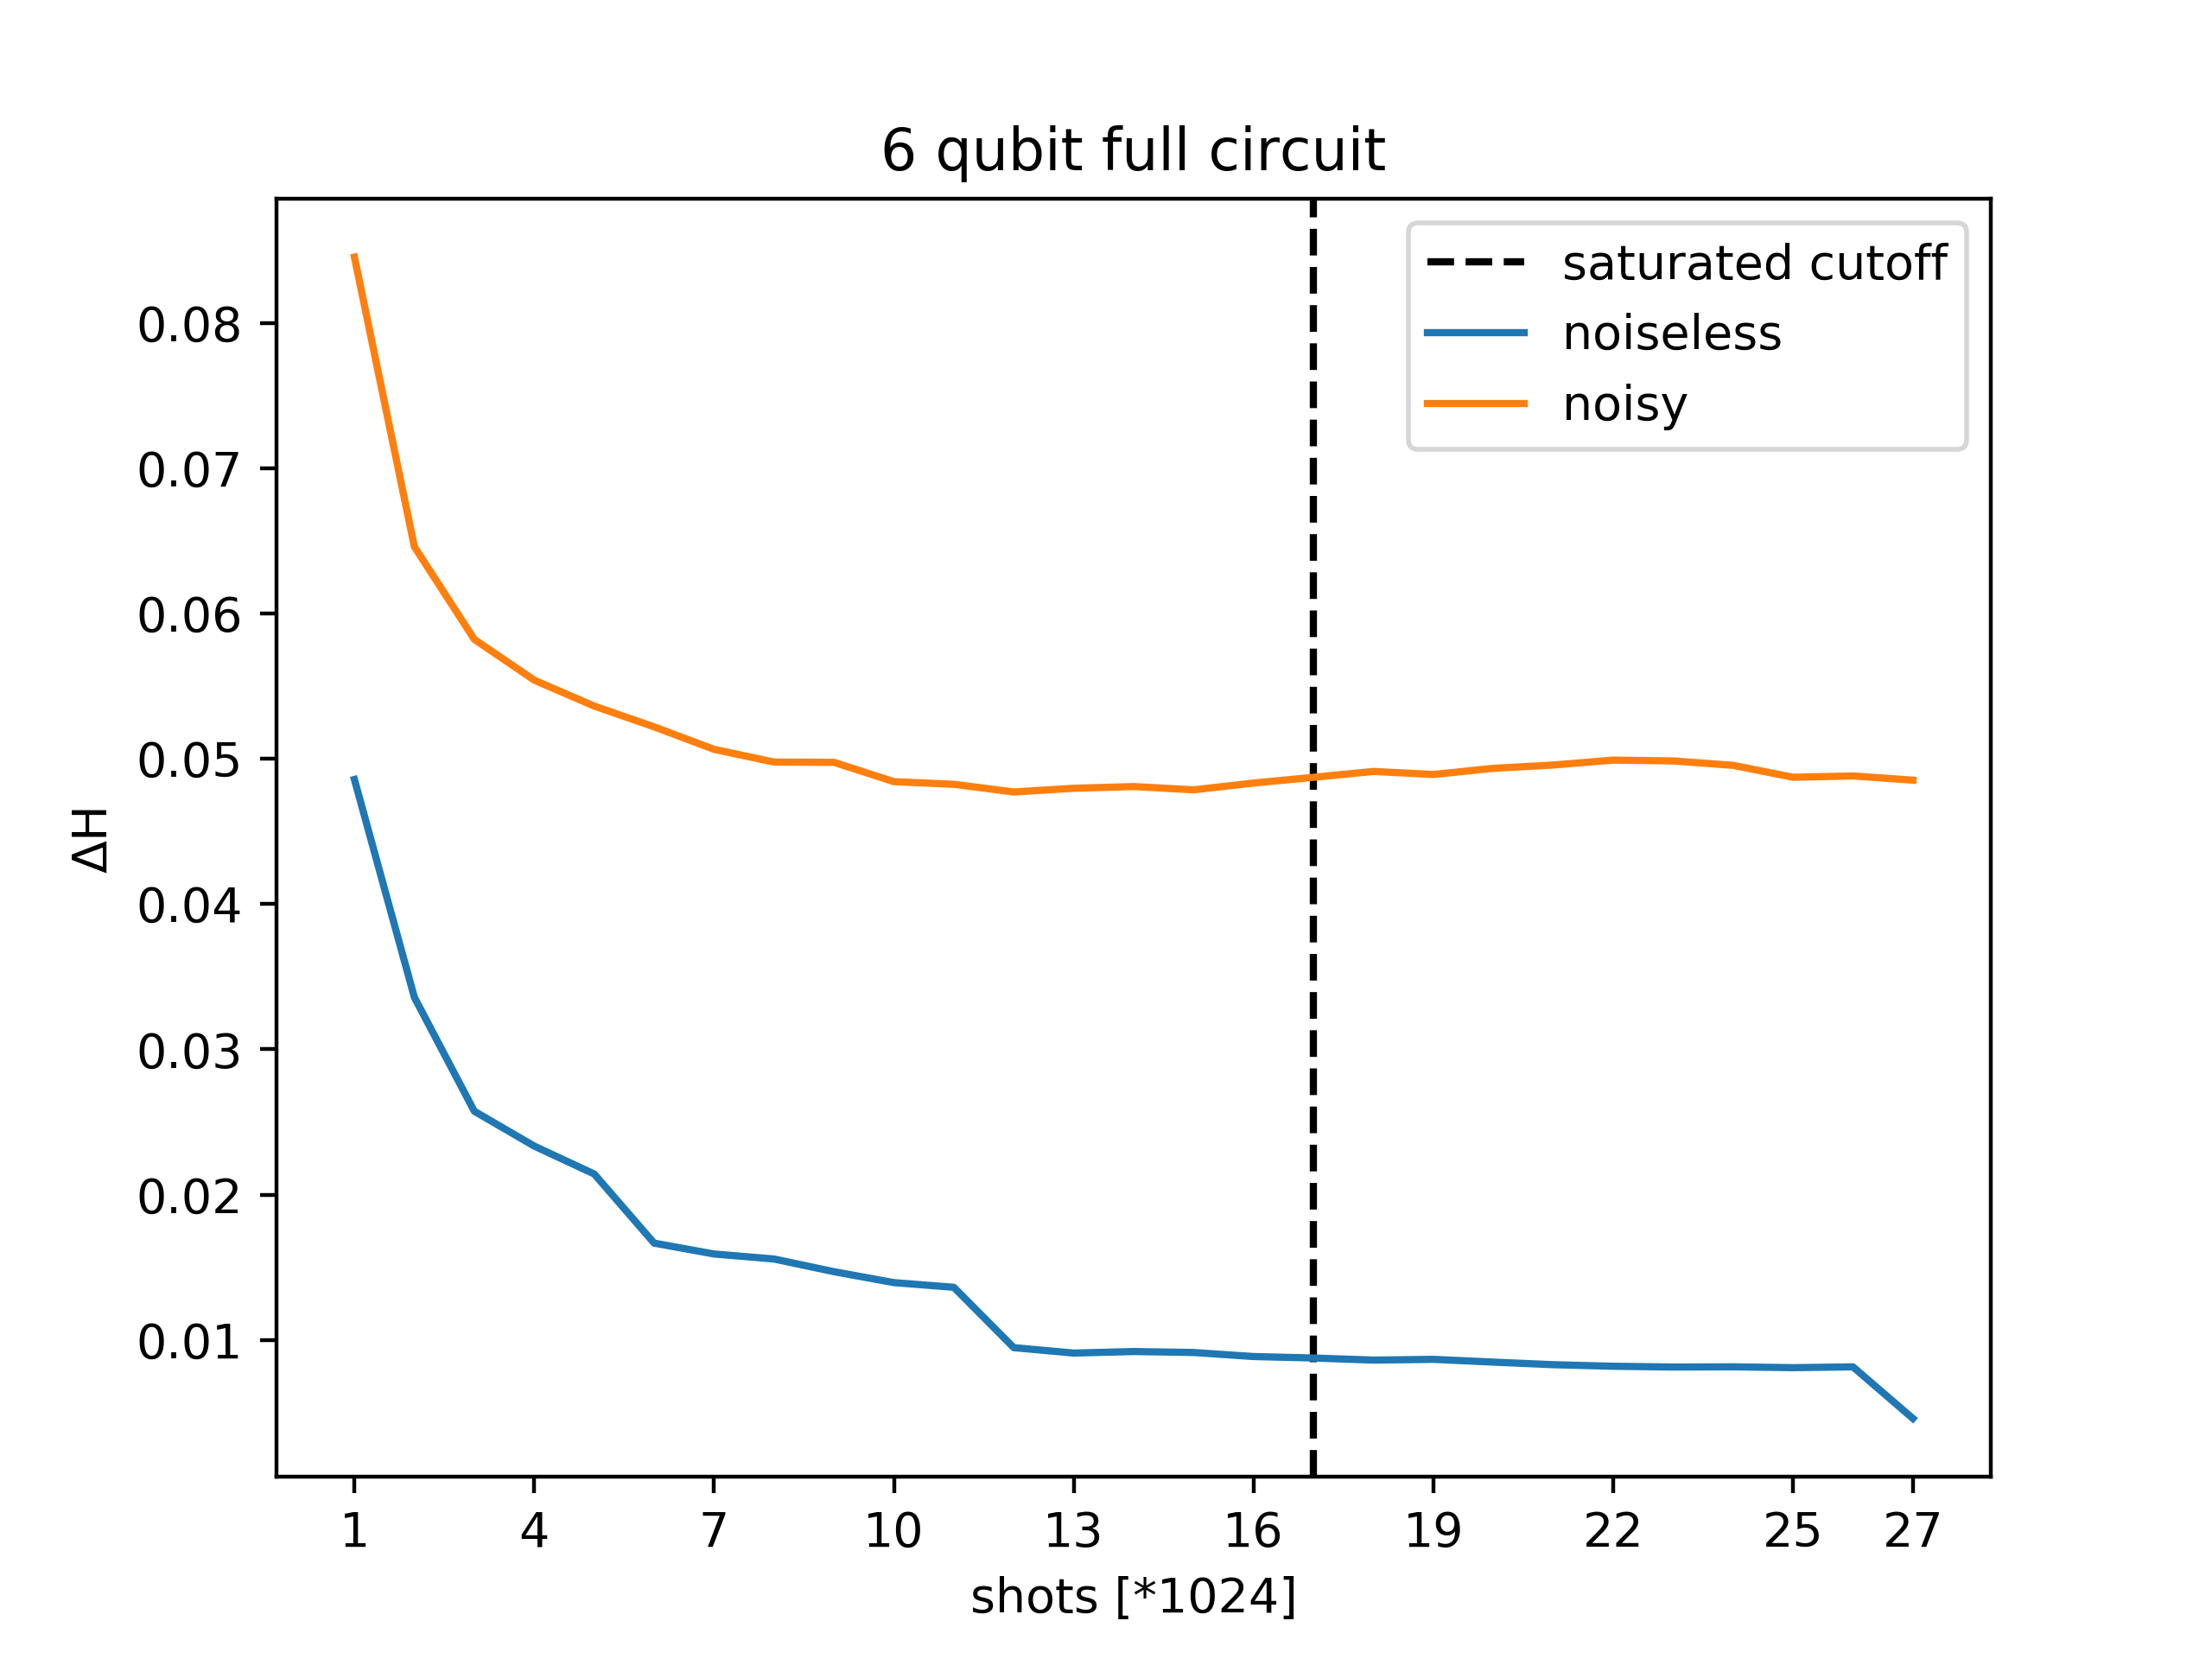 6 qubit full circuit
saturated cutoff
noiseless
noisy
0.08
0.07
0.06
0.05
0.04
0.03
0.02
0.01
ΔH
1 4 7 10 13 16 19 22 25 27
shots [*1024]